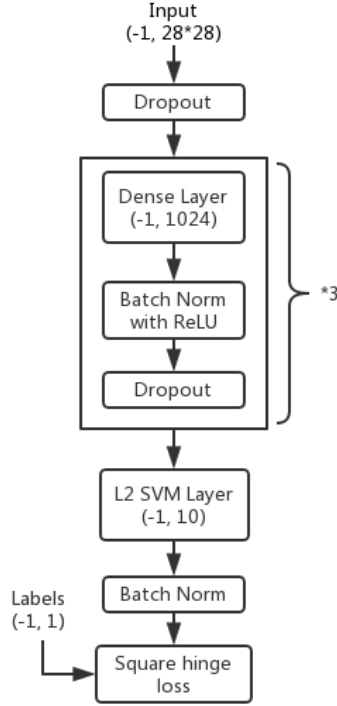 Input
(-1, 28*28)
Dropout
Dense Layer
(-1, 1024)
Batch Norm
with ReLU
Dropout
*3
L2 SVM Layer
(-1, 10)
Batch Norm
Labels
(-1, 1)
Square hinge
loss